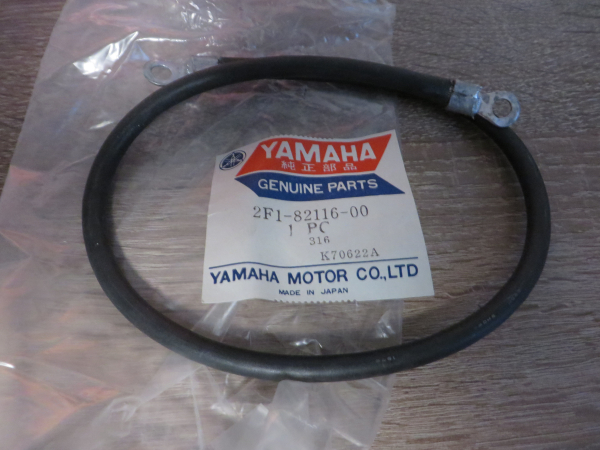 YAMAHA
純正部品
GENUINE PARTS
2F1-82116-00
1 PC
316
K70622A
YAMAHA MOTOR CO.,LTD
MADE IN JAPAN